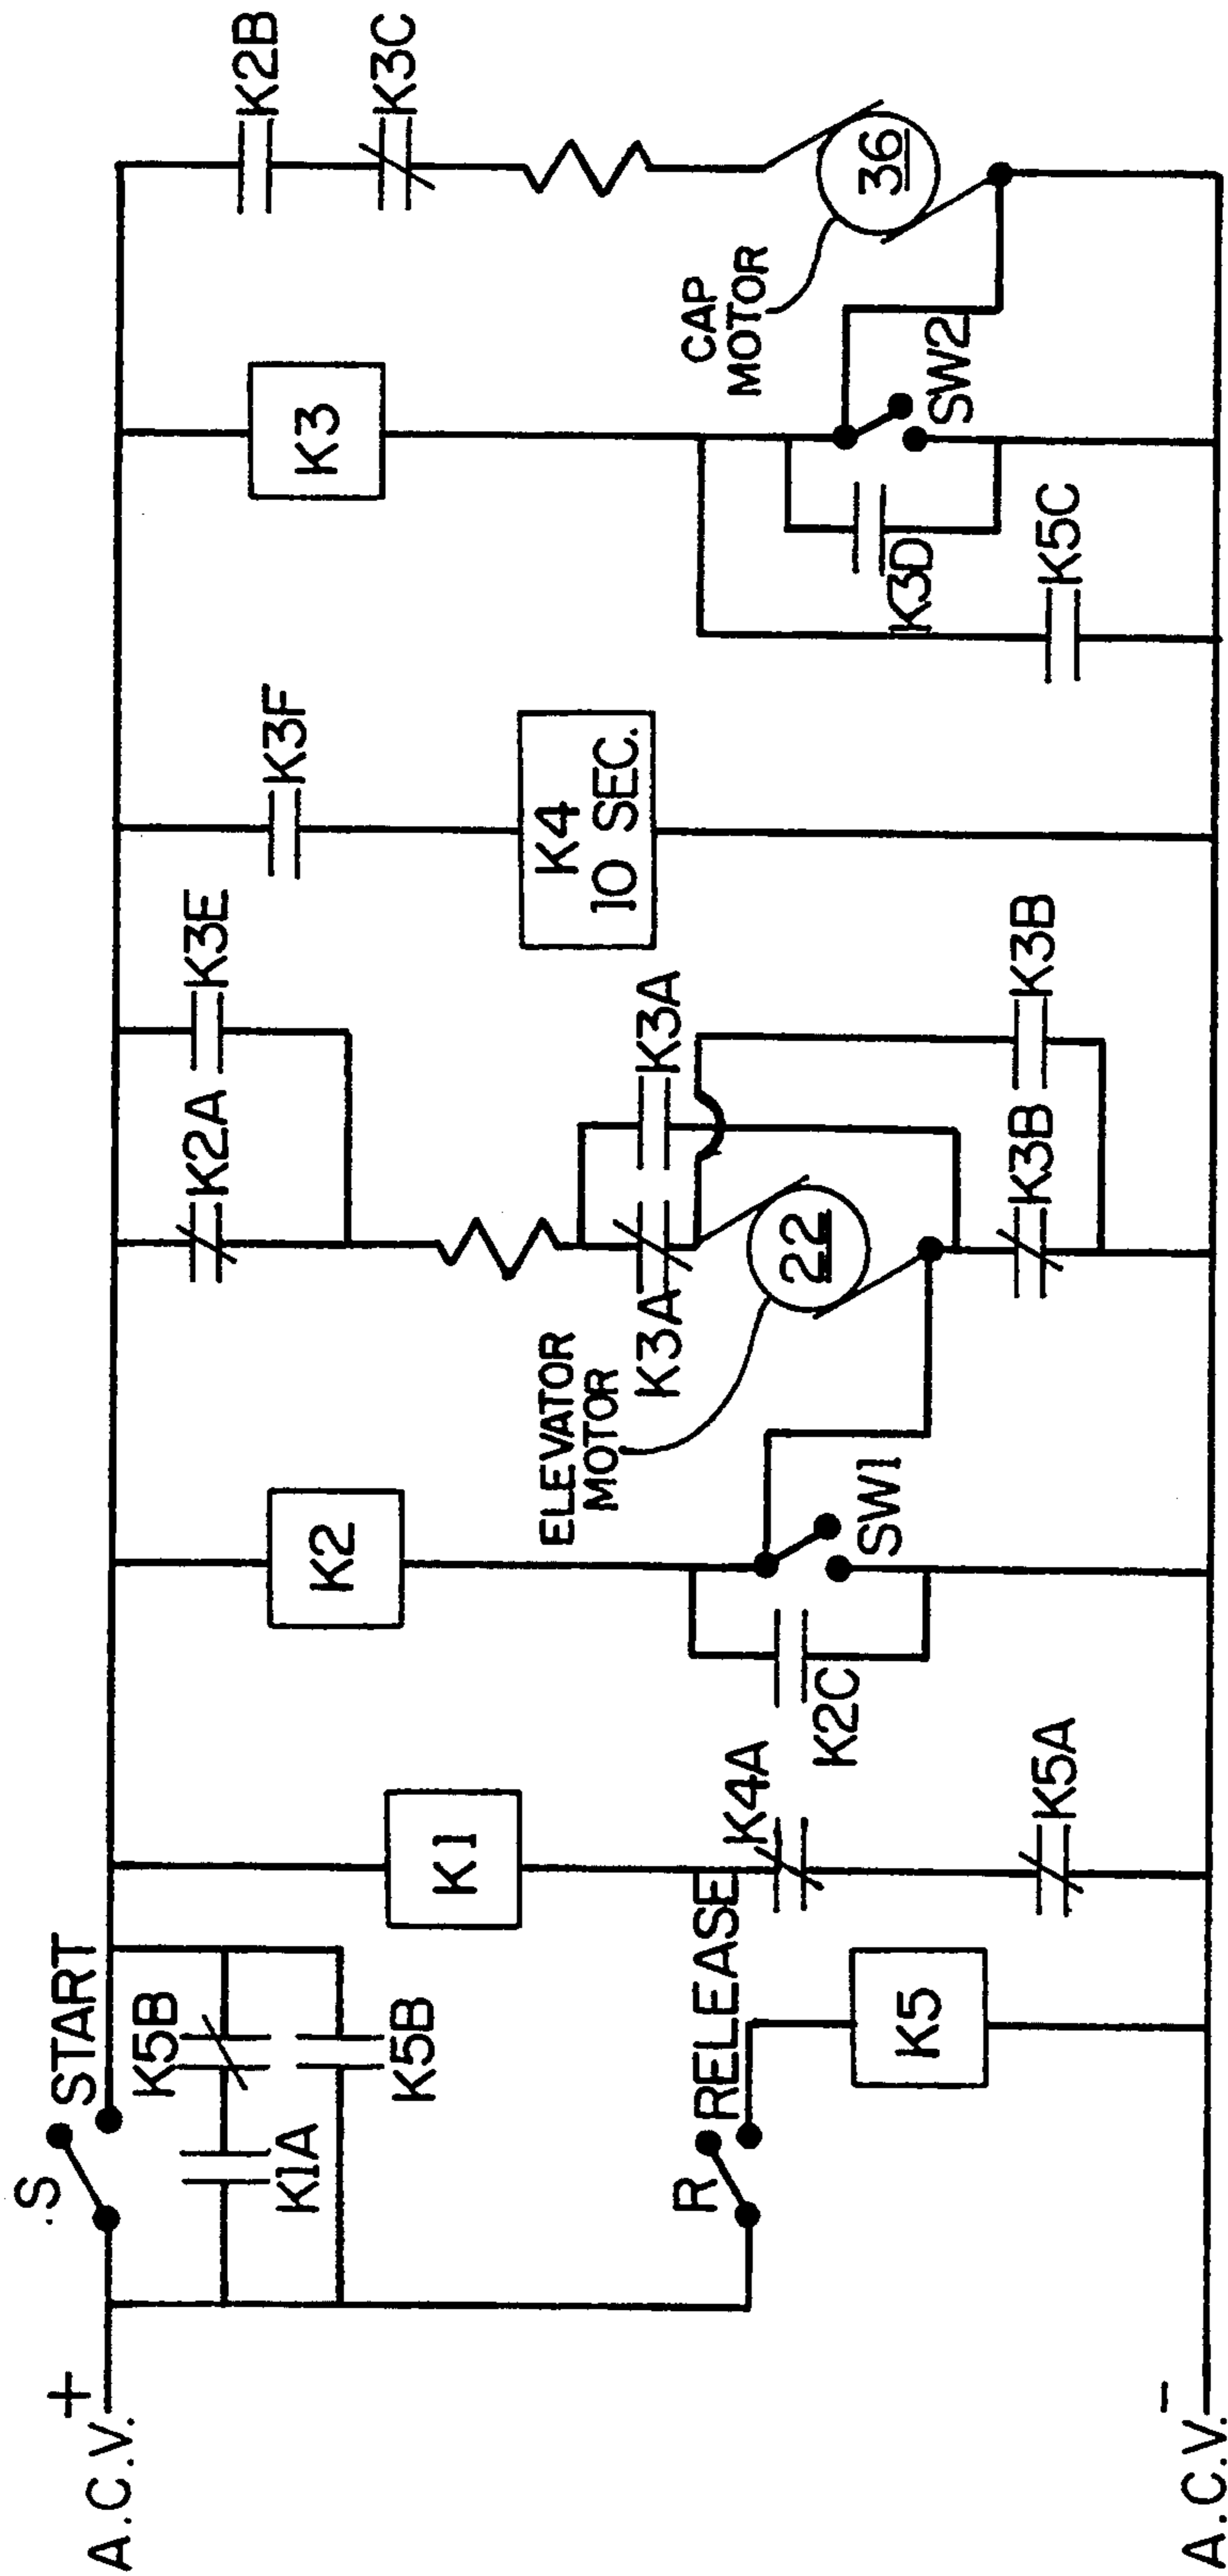 A.C.V. +
.S
START
K5B
K1A
K5B
R
RELEASE
K5
K1
K4A
K5A
K2
K2C
SW1
ELEVATOR
MOTOR
22
K2A
K3E
K3A
K3A
K3B
K3B
K3F
K4
10 SEC.
K3
K3D
K5C
SW2
CAP
MOTOR
36
K2B
K3C
A.C.V. -